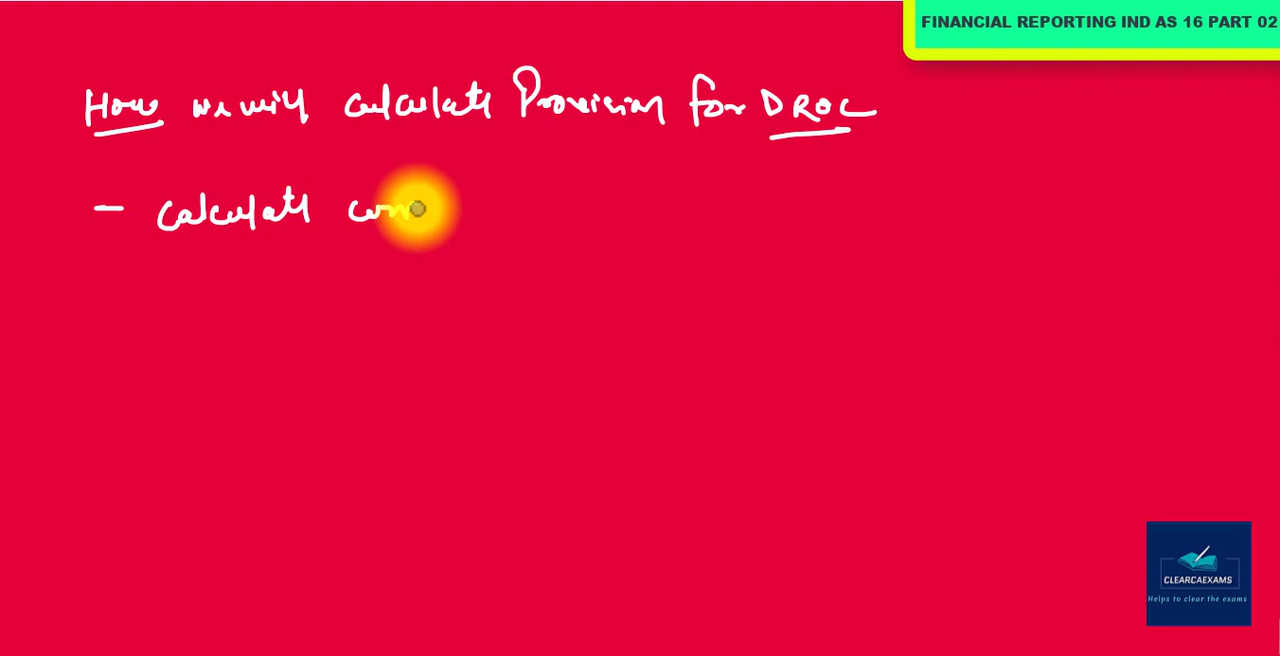 FINANCIAL REPORTING IND AS 16 PART 02
How we will calculate Provision for DROC
- calculate
CLEARCAEXAMS
Helps to clear the exams